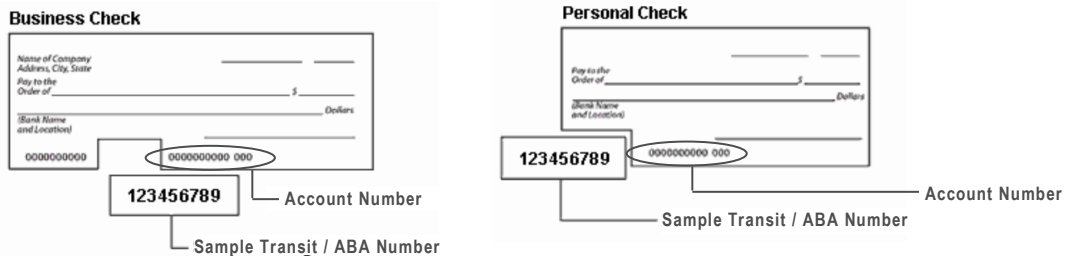 Business Check
Name of Company
Address, City, State
Pay to the
Order of $
Dollars
(Bank Name
and Location)
0000000000 0000000000 000
123456789
Account Number
Sample Transit / ABA Number
Personal Check
Pay to the
Order of $
Dollars
(Bank Name
and Location)
123456789 0000000000 000
Account Number
Sample Transit / ABA Number